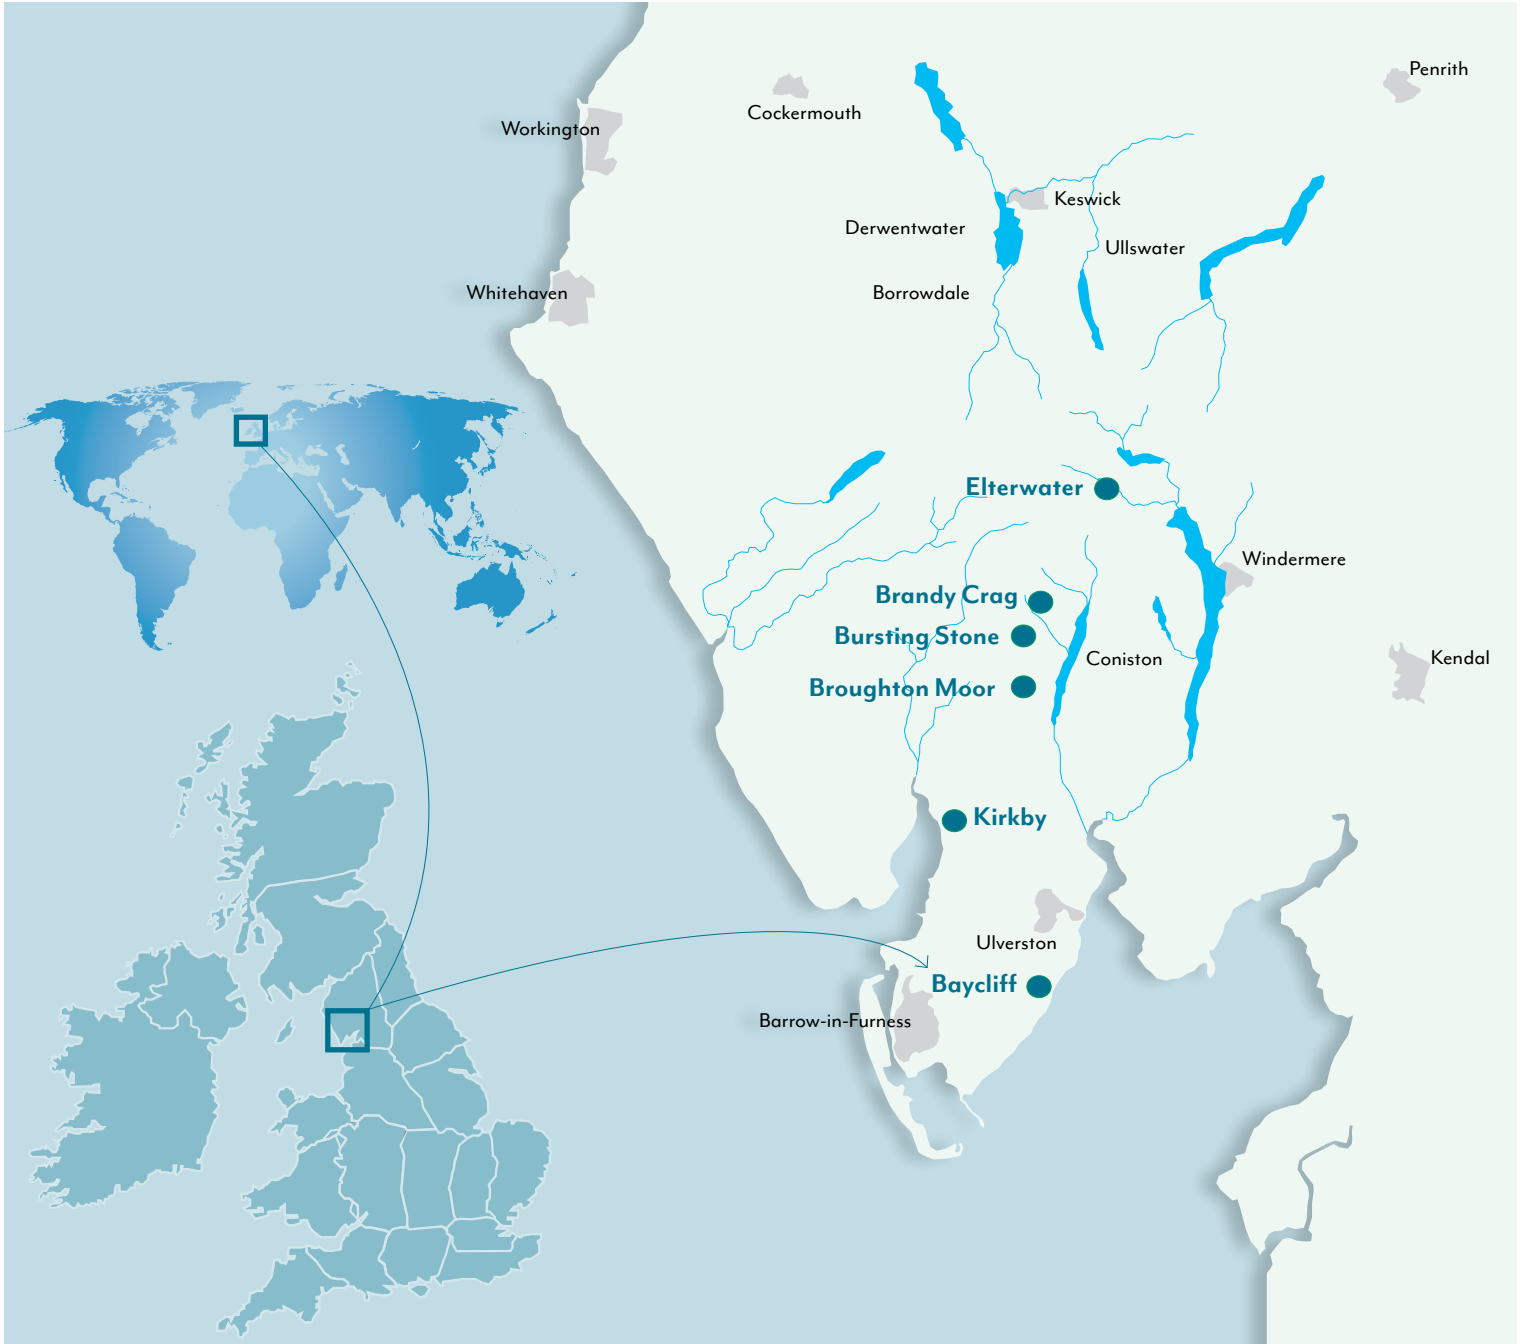 Penrith
Cockermouth
Workington
Keswick
Derwentwater
Ullswater
Whitehaven
Borrowdale
Elterwater
Windermere
Brandy Crag
Bursting Stone
Coniston
Kendal
Broughton Moor
Kirkby
Ulverston
Baycliff
Barrow-in-Furness